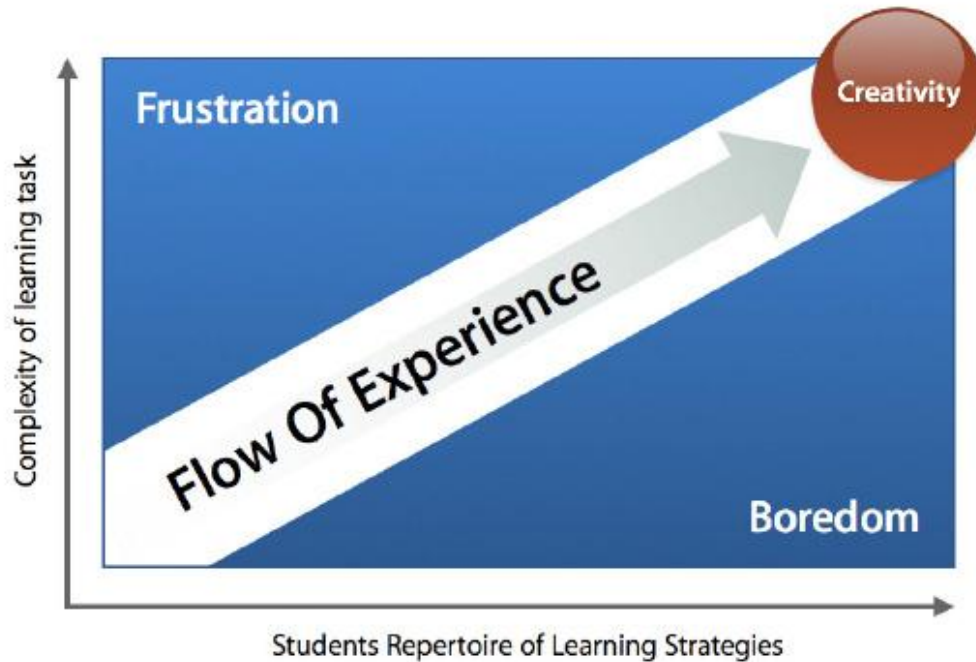 Creativity
Frustration
Complexity of learning task
Flow Of Experience
Boredom
Students Repertoire of Learning Strategies